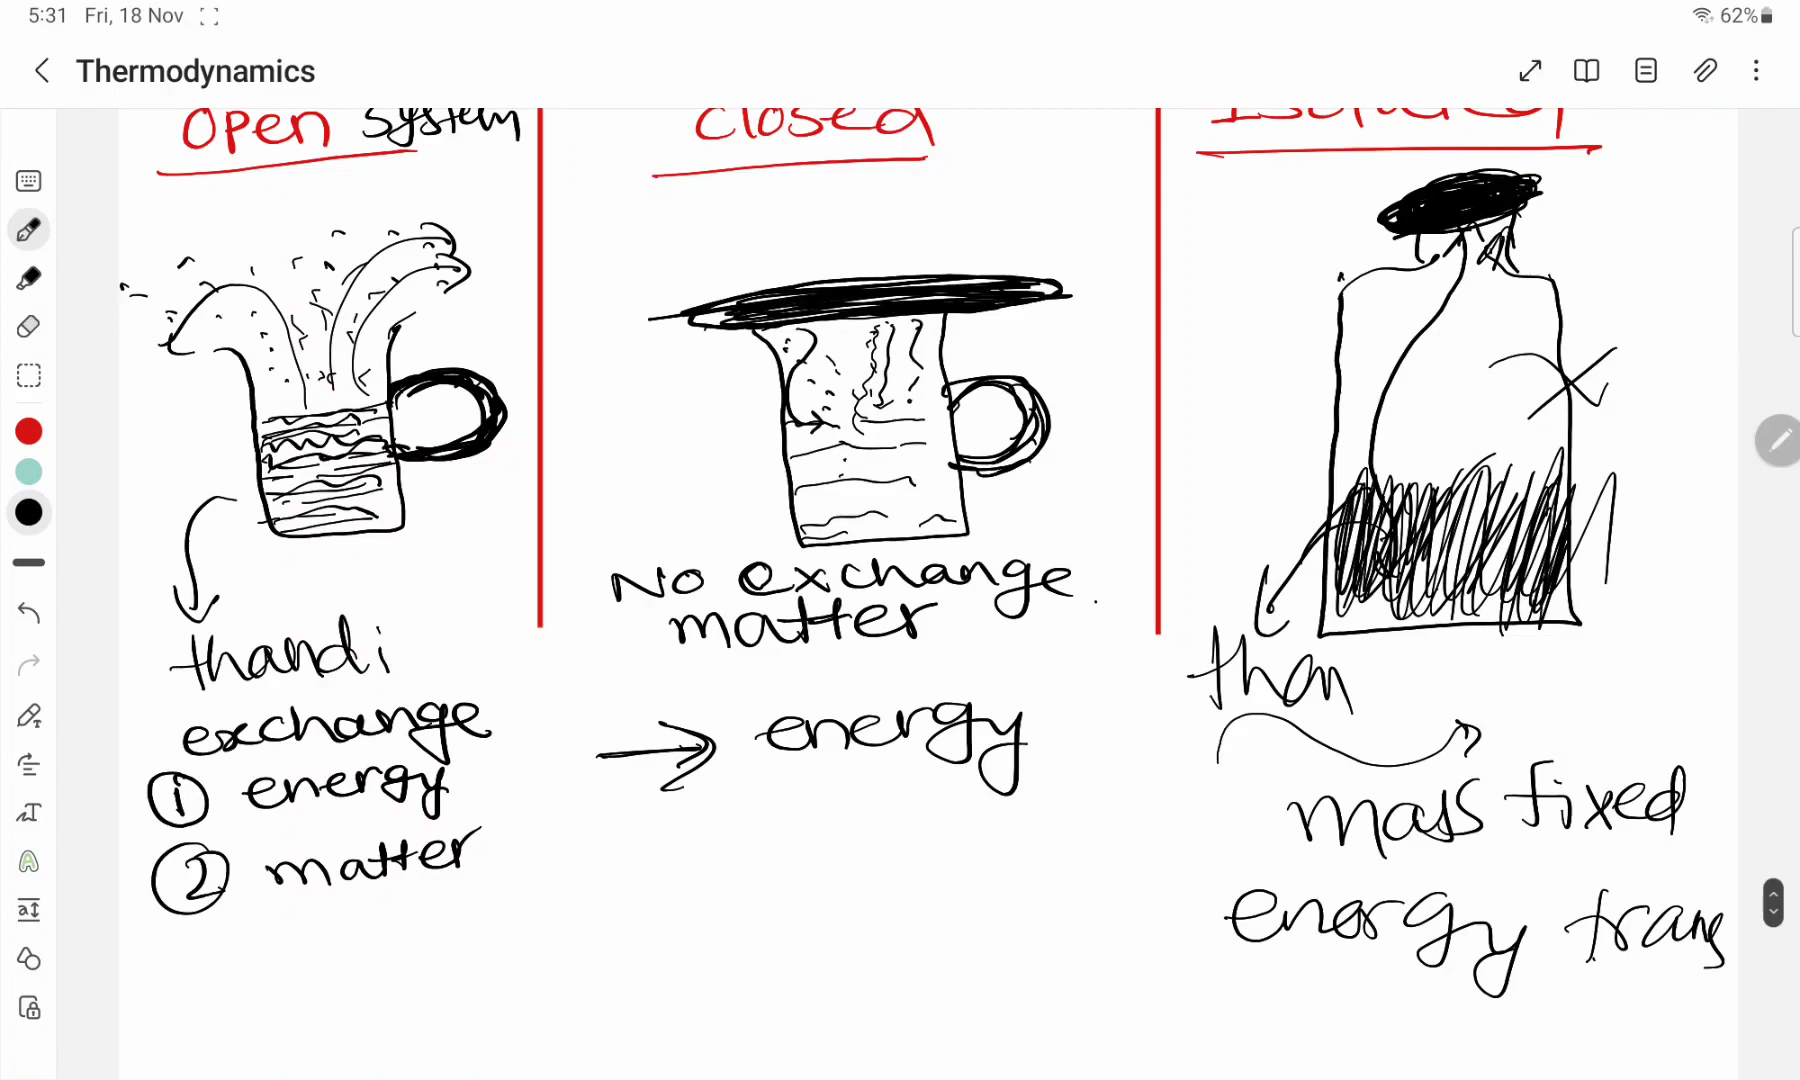 5:31 Fri, 18 Nov
62%
Thermodynamics
Open system
Closed
thandi
exchange
① energy
② matter
No exchange
matter
→ energy
than
mass fixed
energy trans